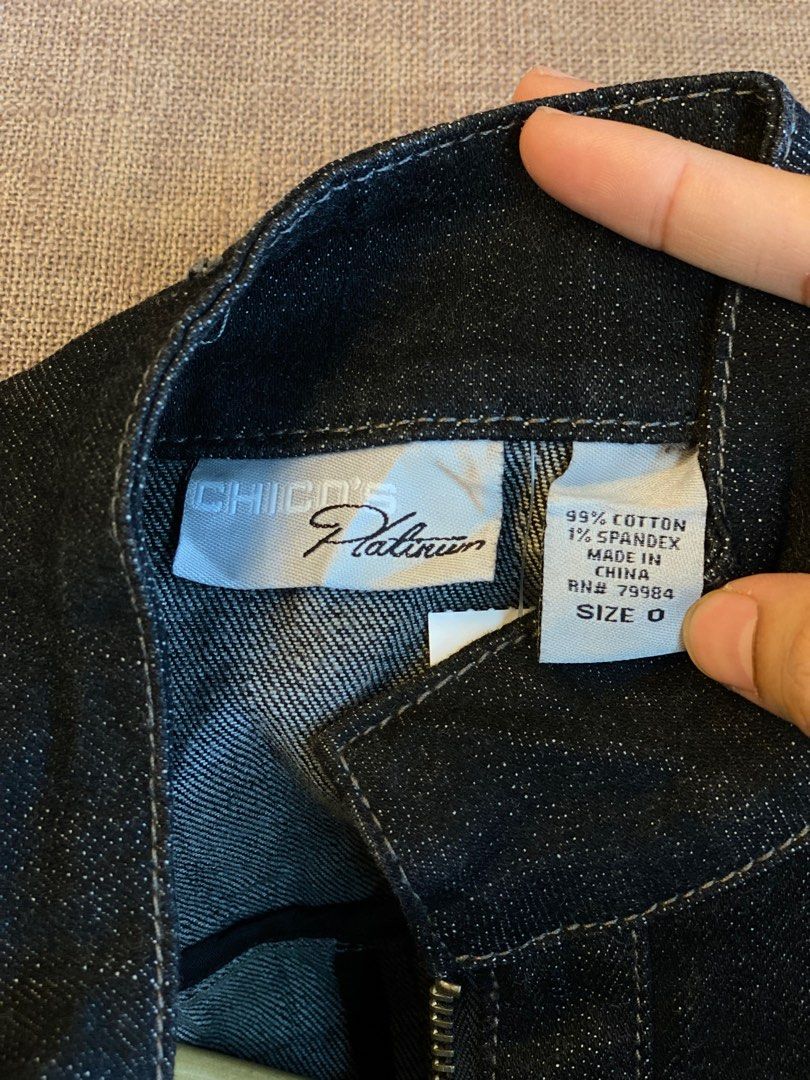 CHICO'S
Platinum
99% COTTON
1% SPANDEX
MADE IN
CHINA
RN# 79984
SIZE 0